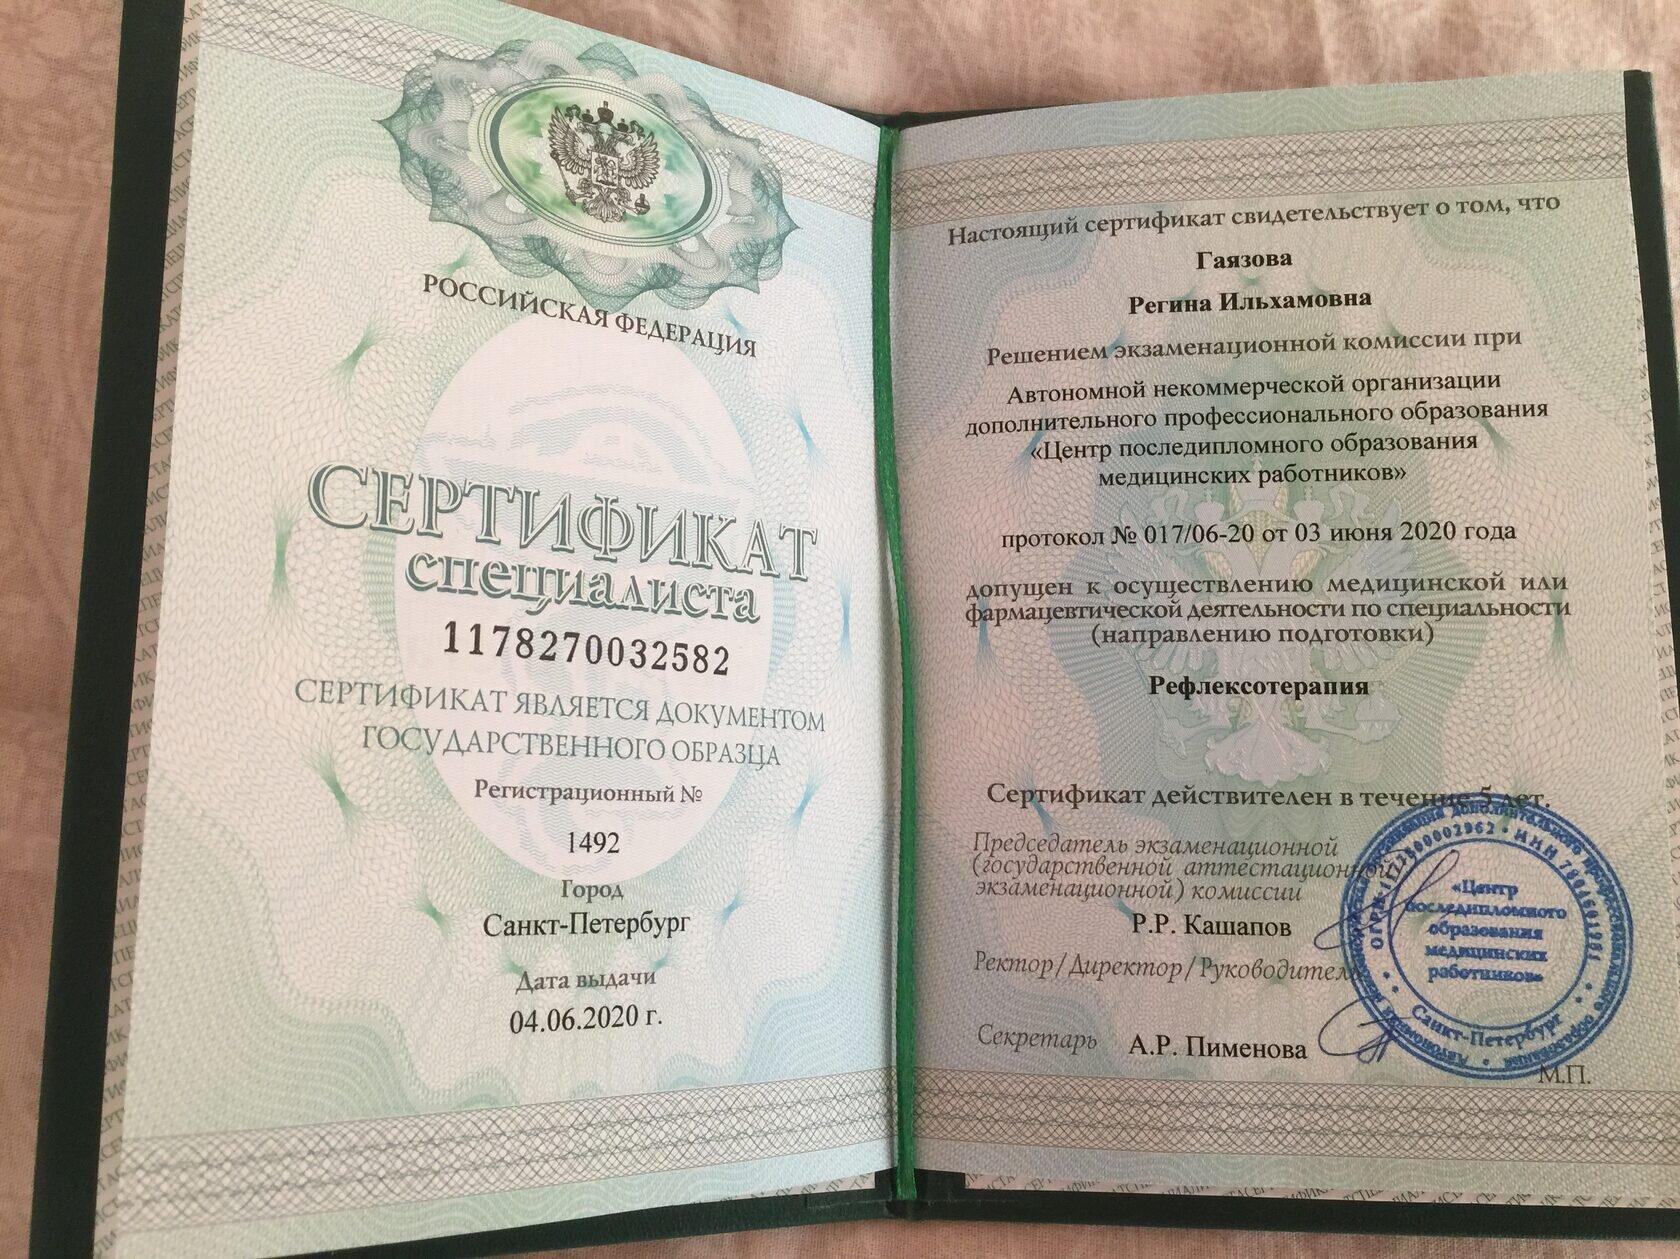 РОССИЙСКАЯ ФЕДЕРАЦИЯ
СЕРТИФИКАТ
специалиста
1178270032582
СЕРТИФИКАТ ЯВЛЯЕТСЯ ДОКУМЕНТОМ
ГОСУДАРСТВЕННОГО ОБРАЗЦА
Регистрационный №
1492
Город
Санкт-Петербург
Дата выдачи
04.06.2020 г.
Настоящий сертификат свидетельствует о том, что
Гаязова
Регина Ильхамовна
Решением экзаменационной комиссии при
Автономной некоммерческой организации
дополнительного профессионального образования
«Центр последипломного образования
медицинских работников»
протокол № 017/06-20 от 03 июня 2020 года
допущен к осуществлению медицинской или
фармацевтической деятельности по специальности
(направлению подготовки)
Рефлексотерапия
Сертификат действителен в течение 5 лет.
Председатель экзаменационной
(государственной аттестационной
экзаменационной) комиссии
Р.Р. Кашапов
Ректор/Директор/Руководитель
Секретарь А.Р. Пименова
М.П.
«Центр
последипломного
образования
медицинских
работников»
Санкт-Петербург